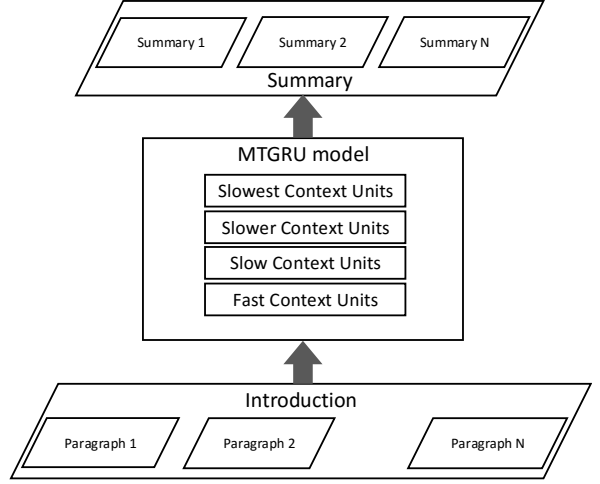 Summary 1 Summary 2 Summary N
Summary
MTGRU model
Slowest Context Units
Slower Context Units
Slow Context Units
Fast Context Units
Introduction
Paragraph 1 Paragraph 2 Paragraph N